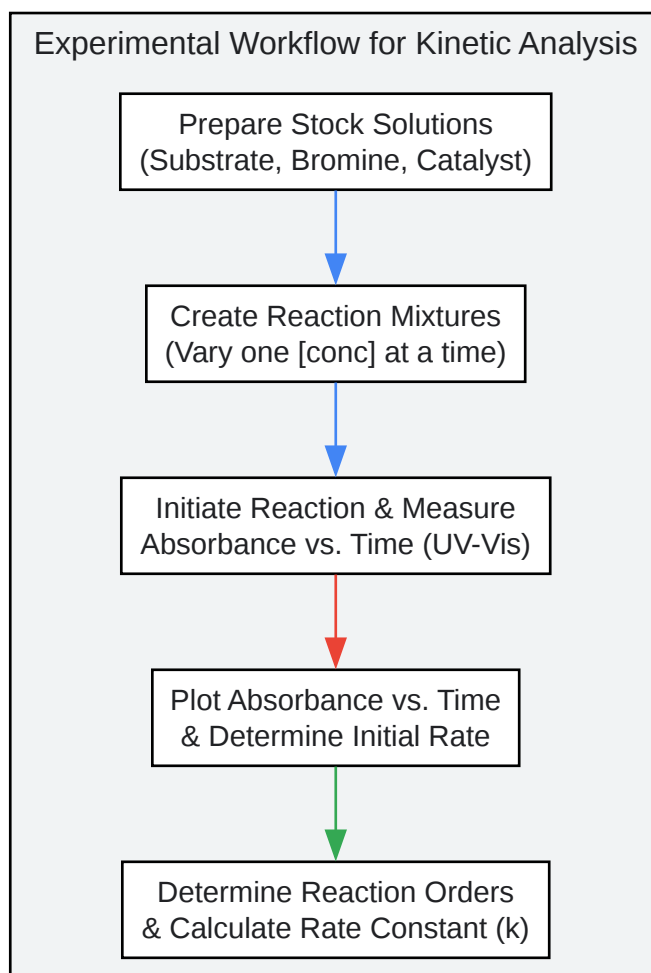 Experimental Workflow for Kinetic Analysis
Prepare Stock Solutions
(Substrate, Bromine, Catalyst)
Create Reaction Mixtures
(Vary one [conc] at a time)
Initiate Reaction & Measure
Absorbance vs. Time (UV-Vis)
Plot Absorbance vs. Time
& Determine Initial Rate
Determine Reaction Orders
& Calculate Rate Constant (k)